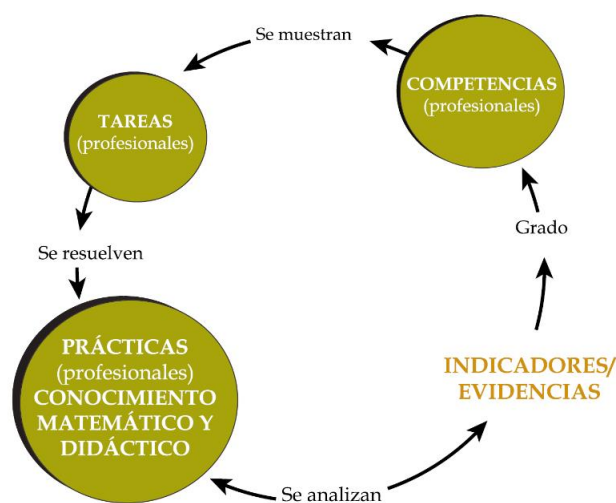 Se muestran
COMPETENCIAS
(profesionales)
TAREAS
(profesionales)
Grado
Se resuelven
PRÁCTICAS
(profesionales)
CONOCIMIENTO
MATEMÁTICO Y
DIDÁCTICO
INDICADORES/
EVIDENCIAS
Se analizan